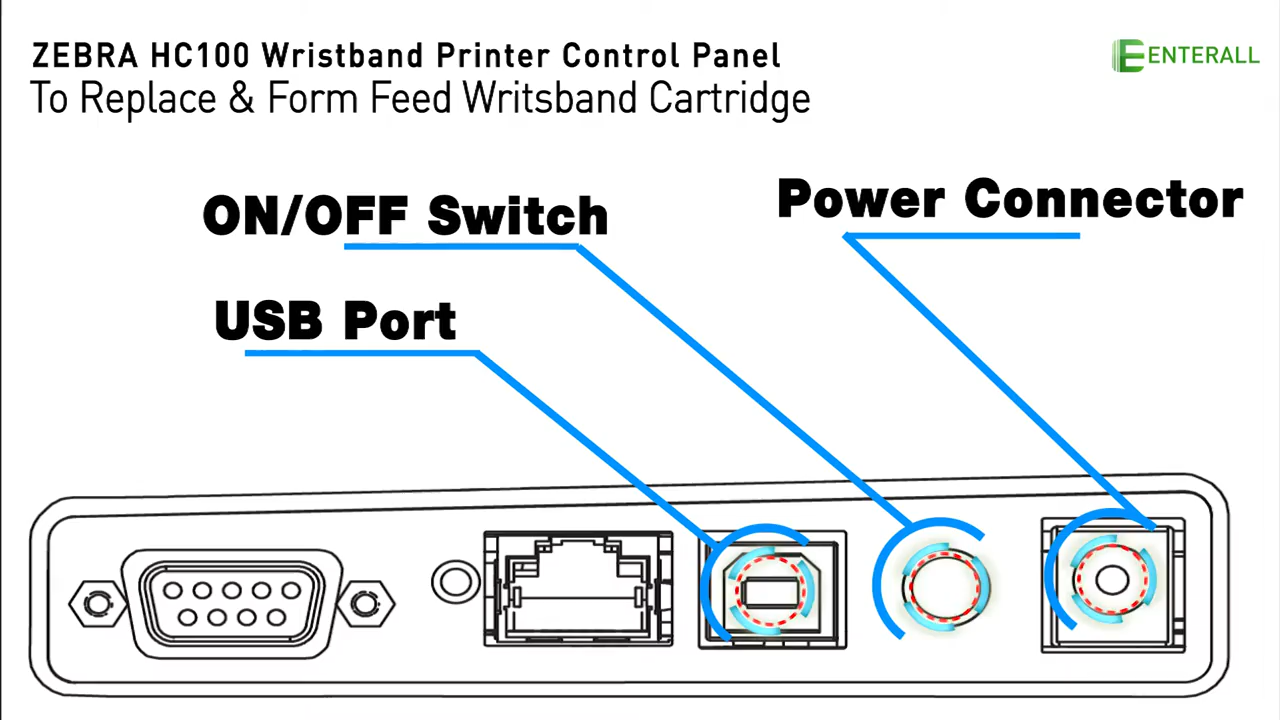 ZEBRA HC100 Wristband Printer Control Panel
To Replace & Form Feed Writsband Cartridge
ENTERALL
Power Connector
ON/OFF Switch
USB Port